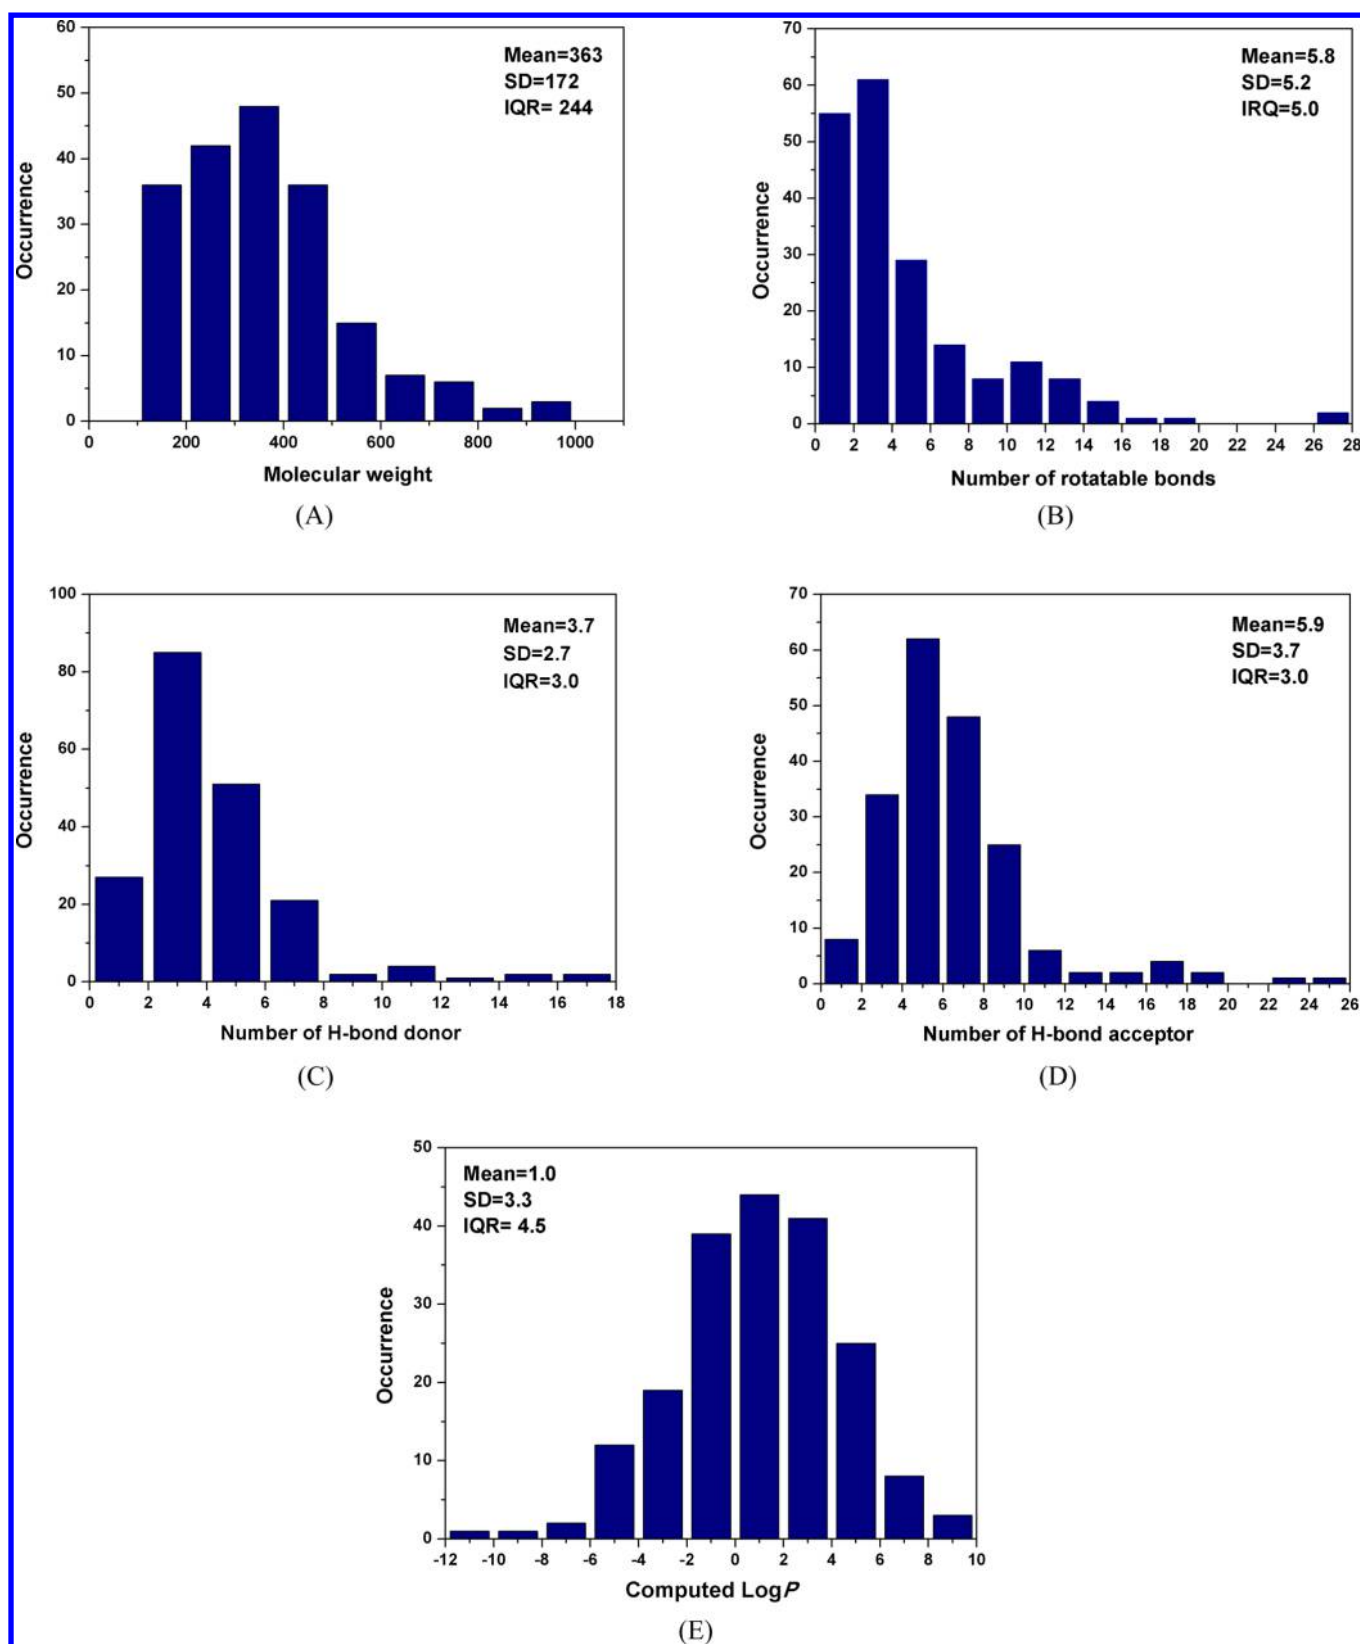 60
50
40
30
20
10
0
Occurrence
Mean=363
SD=172
IQR= 244
0 200 400 600 800 1000
Molecular weight
(A)
70
60
50
40
30
20
10
0
Occurrence
Mean=5.8
SD=5.2
IRQ=5.0
0 2 4 6 8 10 12 14 16 18 20 22 24 26 28
Number of rotatable bonds
(B)
100
80
60
40
20
0
Occurrence
Mean=3.7
SD=2.7
IQR=3.0
0 2 4 6 8 10 12 14 16 18
Number of H-bond donor
(C)
70
60
50
40
30
20
10
0
Occurrence
Mean=5.9
SD=3.7
IQR=3.0
0 2 4 6 8 10 12 14 16 18 20 22 24 26
Number of H-bond acceptor
(D)
50
40
30
20
10
0
Occurrence
Mean=1.0
SD=3.3
IQR= 4.5
-12 -10 -8 -6 -4 -2 0 2 4 6 8 10
Computed LogP
(E)